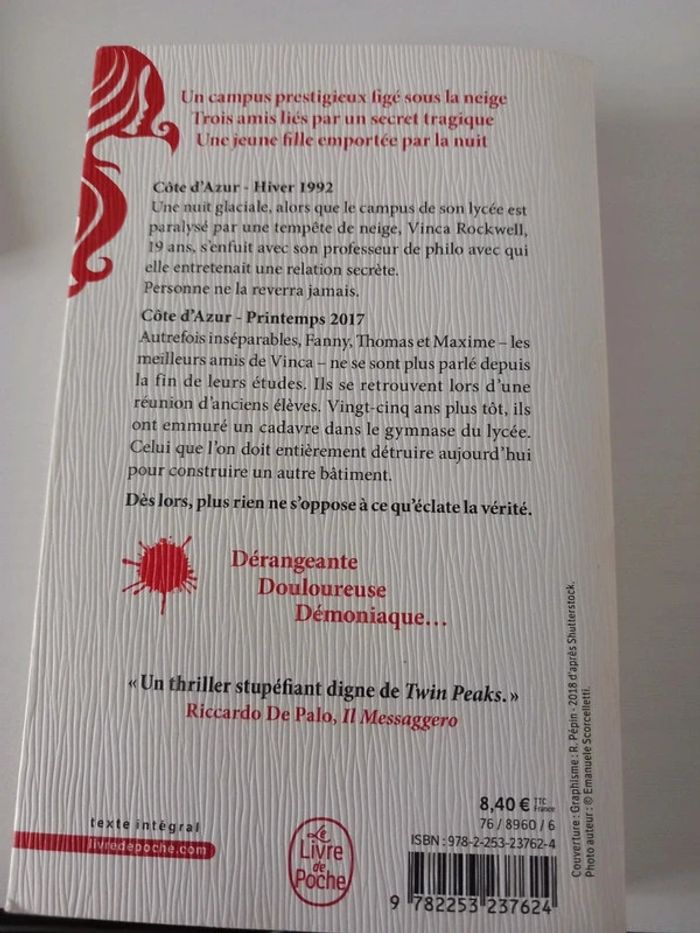 Un campus prestigieux figé sous la neige
Trois amis liés par un secret tragique
Une jeune fille emportée par la nuit
Côte d'Azur - Hiver 1992
Une nuit glaciale, alors que le campus de son lycée est
paralysé par une tempête de neige, Vinca Rockwell,
19 ans, s'enfuit avec son professeur de philo avec qui
elle entretenait une relation secrète.
Personne ne la reverra jamais.
Côte d'Azur - Printemps 2017
Autrefois inséparables, Fanny, Thomas et Maxime – les
meilleurs amis de Vinca – ne se sont plus parlé depuis
la fin de leurs études. Ils se retrouvent lors d'une
réunion d'anciens élèves. Vingt-cinq ans plus tôt, ils
ont emmuré un cadavre dans le gymnase du lycée.
Celui que l'on doit entièrement détruire aujourd'hui
pour construire un autre bâtiment.
Dès lors, plus rien ne s'oppose à ce qu'éclate la vérité.
Dérangeante
Douloureuse
Démoniaque...
« Un thriller stupéfiant digne de Twin Peaks. »
Riccardo De Palo, Il Messaggero
texte intégral
livredepoche.com
Le
Livre
de
Poche
8,40 € TTC France
76 / 8960 / 6
ISBN : 978-2-253-23762-4
9 782253 237624
Couverture : Graphisme : R. Pépin - 2018 d'après Shutterstock.
Photo auteur : © Emanuele Scorcelletti.